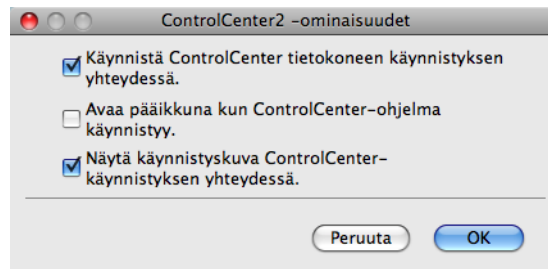 ControlCenter2 –ominaisuudet
Käynnistä ControlCenter tietokoneen käynnistyksen
yhteydessä.
Avaa pääikkuna kun ControlCenter–ohjelma
käynnistyy.
Näytä käynnistyskuva ControlCenter–
käynnistyksen yhteydessä.
Peruuta
OK